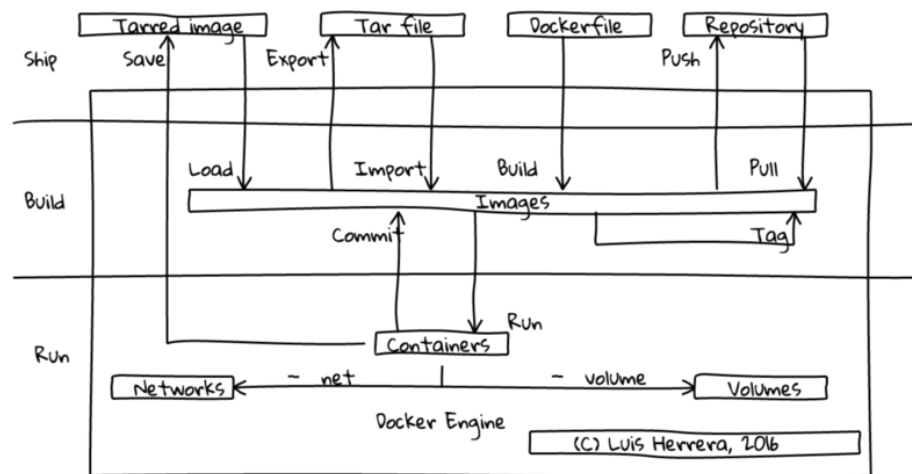 Tarred image
Tar file
Dockerfile
Repository
Ship
Save
Export
Push
Load
Import
Build
Pull
Build
Images
Commit
Tag
Run
Run
Containers
Networks
- net
- volume
Volumes
Docker Engine
(C) Luis Herrera, 2016